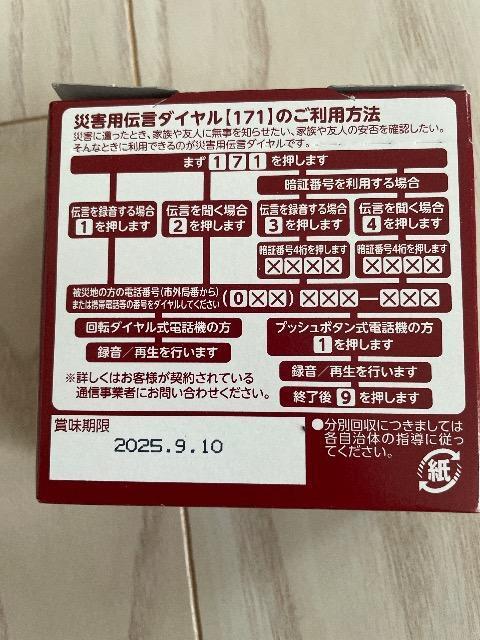 災害用伝言ダイヤル【171】のご利用方法
災害に遭ったとき、家族や友人に無事を知らせたい、家族や友人の安否を確認したい。
そんなときに利用できるのが災害用伝言ダイヤルです。
まず171を押します
暗証番号を利用する場合
伝言を録音する場合
1を押します
伝言を聞く場合
2を押します
伝言を録音する場合
3を押します
伝言を聞く場合
4を押します
暗証番号4桁を押します
××××
暗証番号4桁を押します
××××
被災地の方の電話番号(市外局番から)
または携帯電話等の番号をダイヤルしてください
(0××)×××―×××
回転ダイヤル式電話機の方
録音/再生を行います
プッシュボタン式電話機の方
1を押します
録音/再生を行います
終了後9を押します
※詳しくはお客様が契約されている
通信事業者にお問い合わせください。
賞味期限
2025.9.10
●分別回収につきましては
各自治体の指導に従っ
てください。
紙